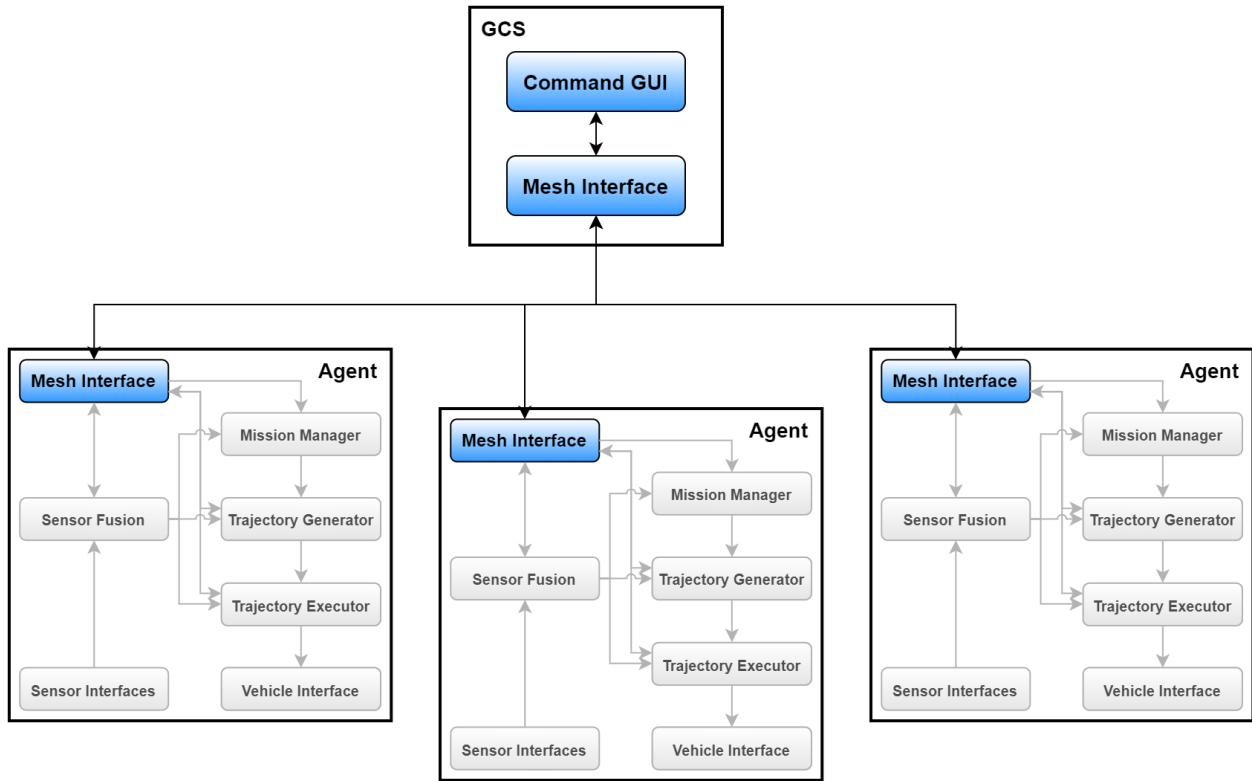 GCS
Command GUI
Mesh Interface
Agent
Mesh Interface
Mission Manager
Sensor Fusion
Trajectory Generator
Trajectory Executor
Sensor Interfaces
Vehicle Interface
Agent
Mesh Interface
Mission Manager
Sensor Fusion
Trajectory Generator
Trajectory Executor
Sensor Interfaces
Vehicle Interface
Agent
Mesh Interface
Mission Manager
Sensor Fusion
Trajectory Generator
Trajectory Executor
Sensor Interfaces
Vehicle Interface